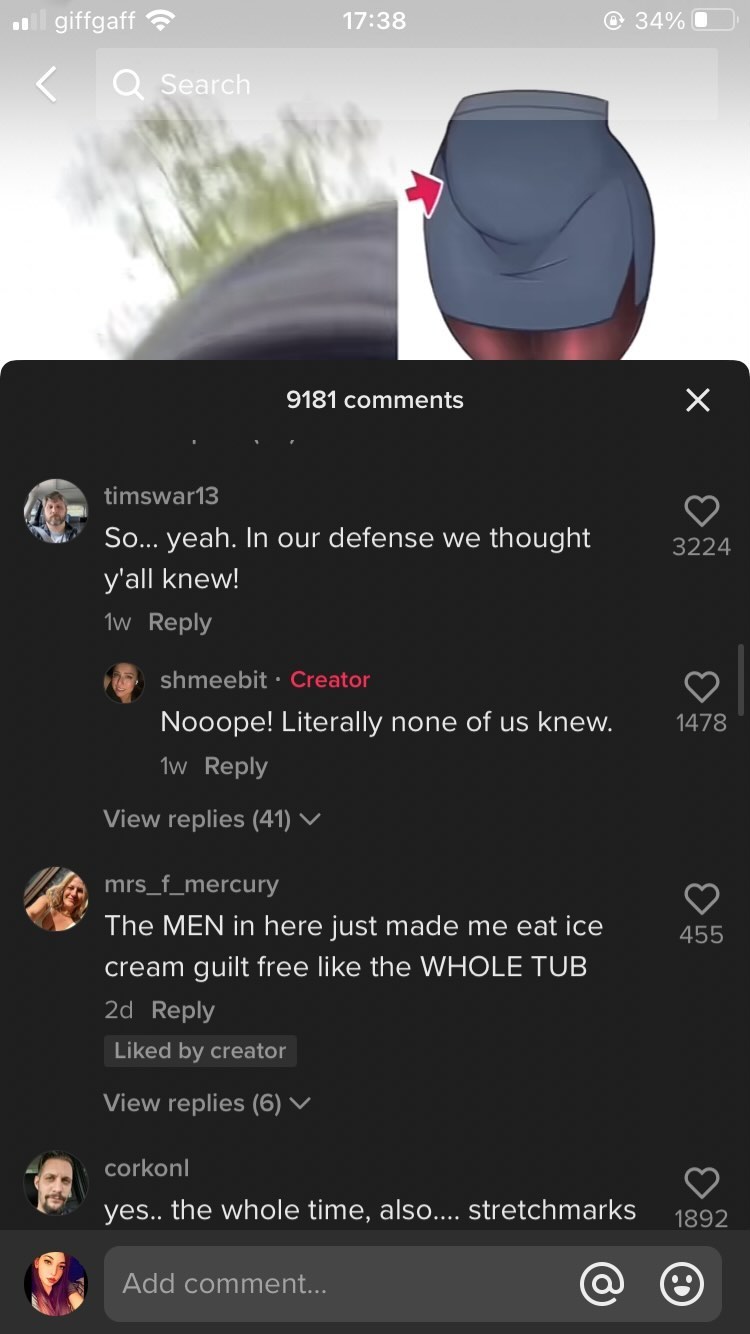 giffgaff 17:38 34%
Search
9181 comments
timswar13
So... yeah. In our defense we thought
y'all knew!
3224
1w Reply
shmeebit · Creator
Nooope! Literally none of us knew.
1478
1w Reply
View replies (41)
mrs_f_mercury
The MEN in here just made me eat ice
cream guilt free like the WHOLE TUB
455
2d Reply
Liked by creator
View replies (6)
corkonl
yes.. the whole time, also.... stretchmarks
1892
Add comment... @